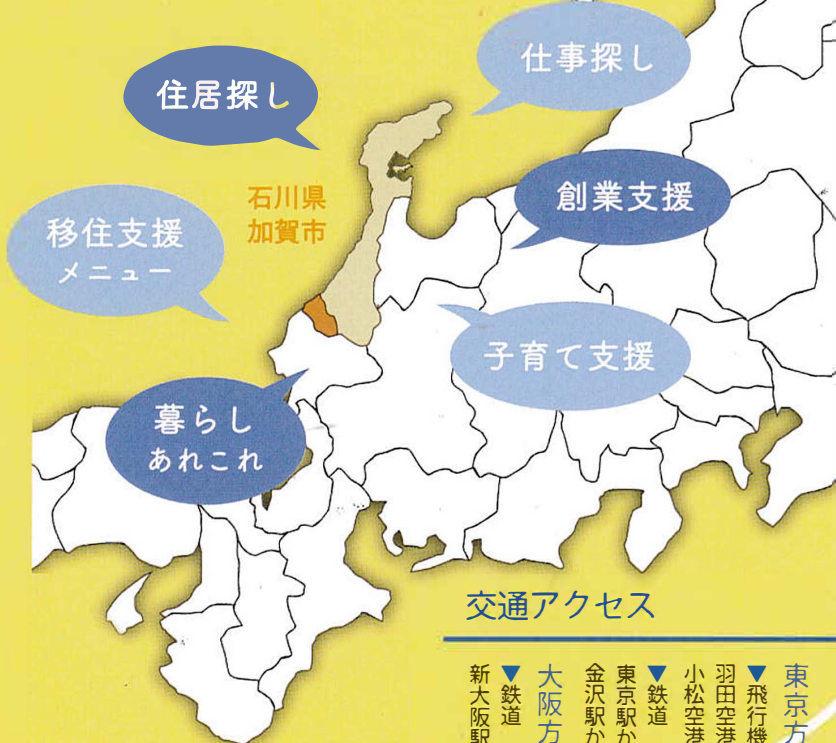 仕事探し
住居探し
創業支援
石川県
加賀市
移住支援
メニュー
子育て支援
暮らし
あれこれ
交通アクセス
東京方
▼飛行機
羽田空港
小松空港
▼鉄道
東京駅か
金沢駅か
大阪方
▼鉄道
新大阪駅